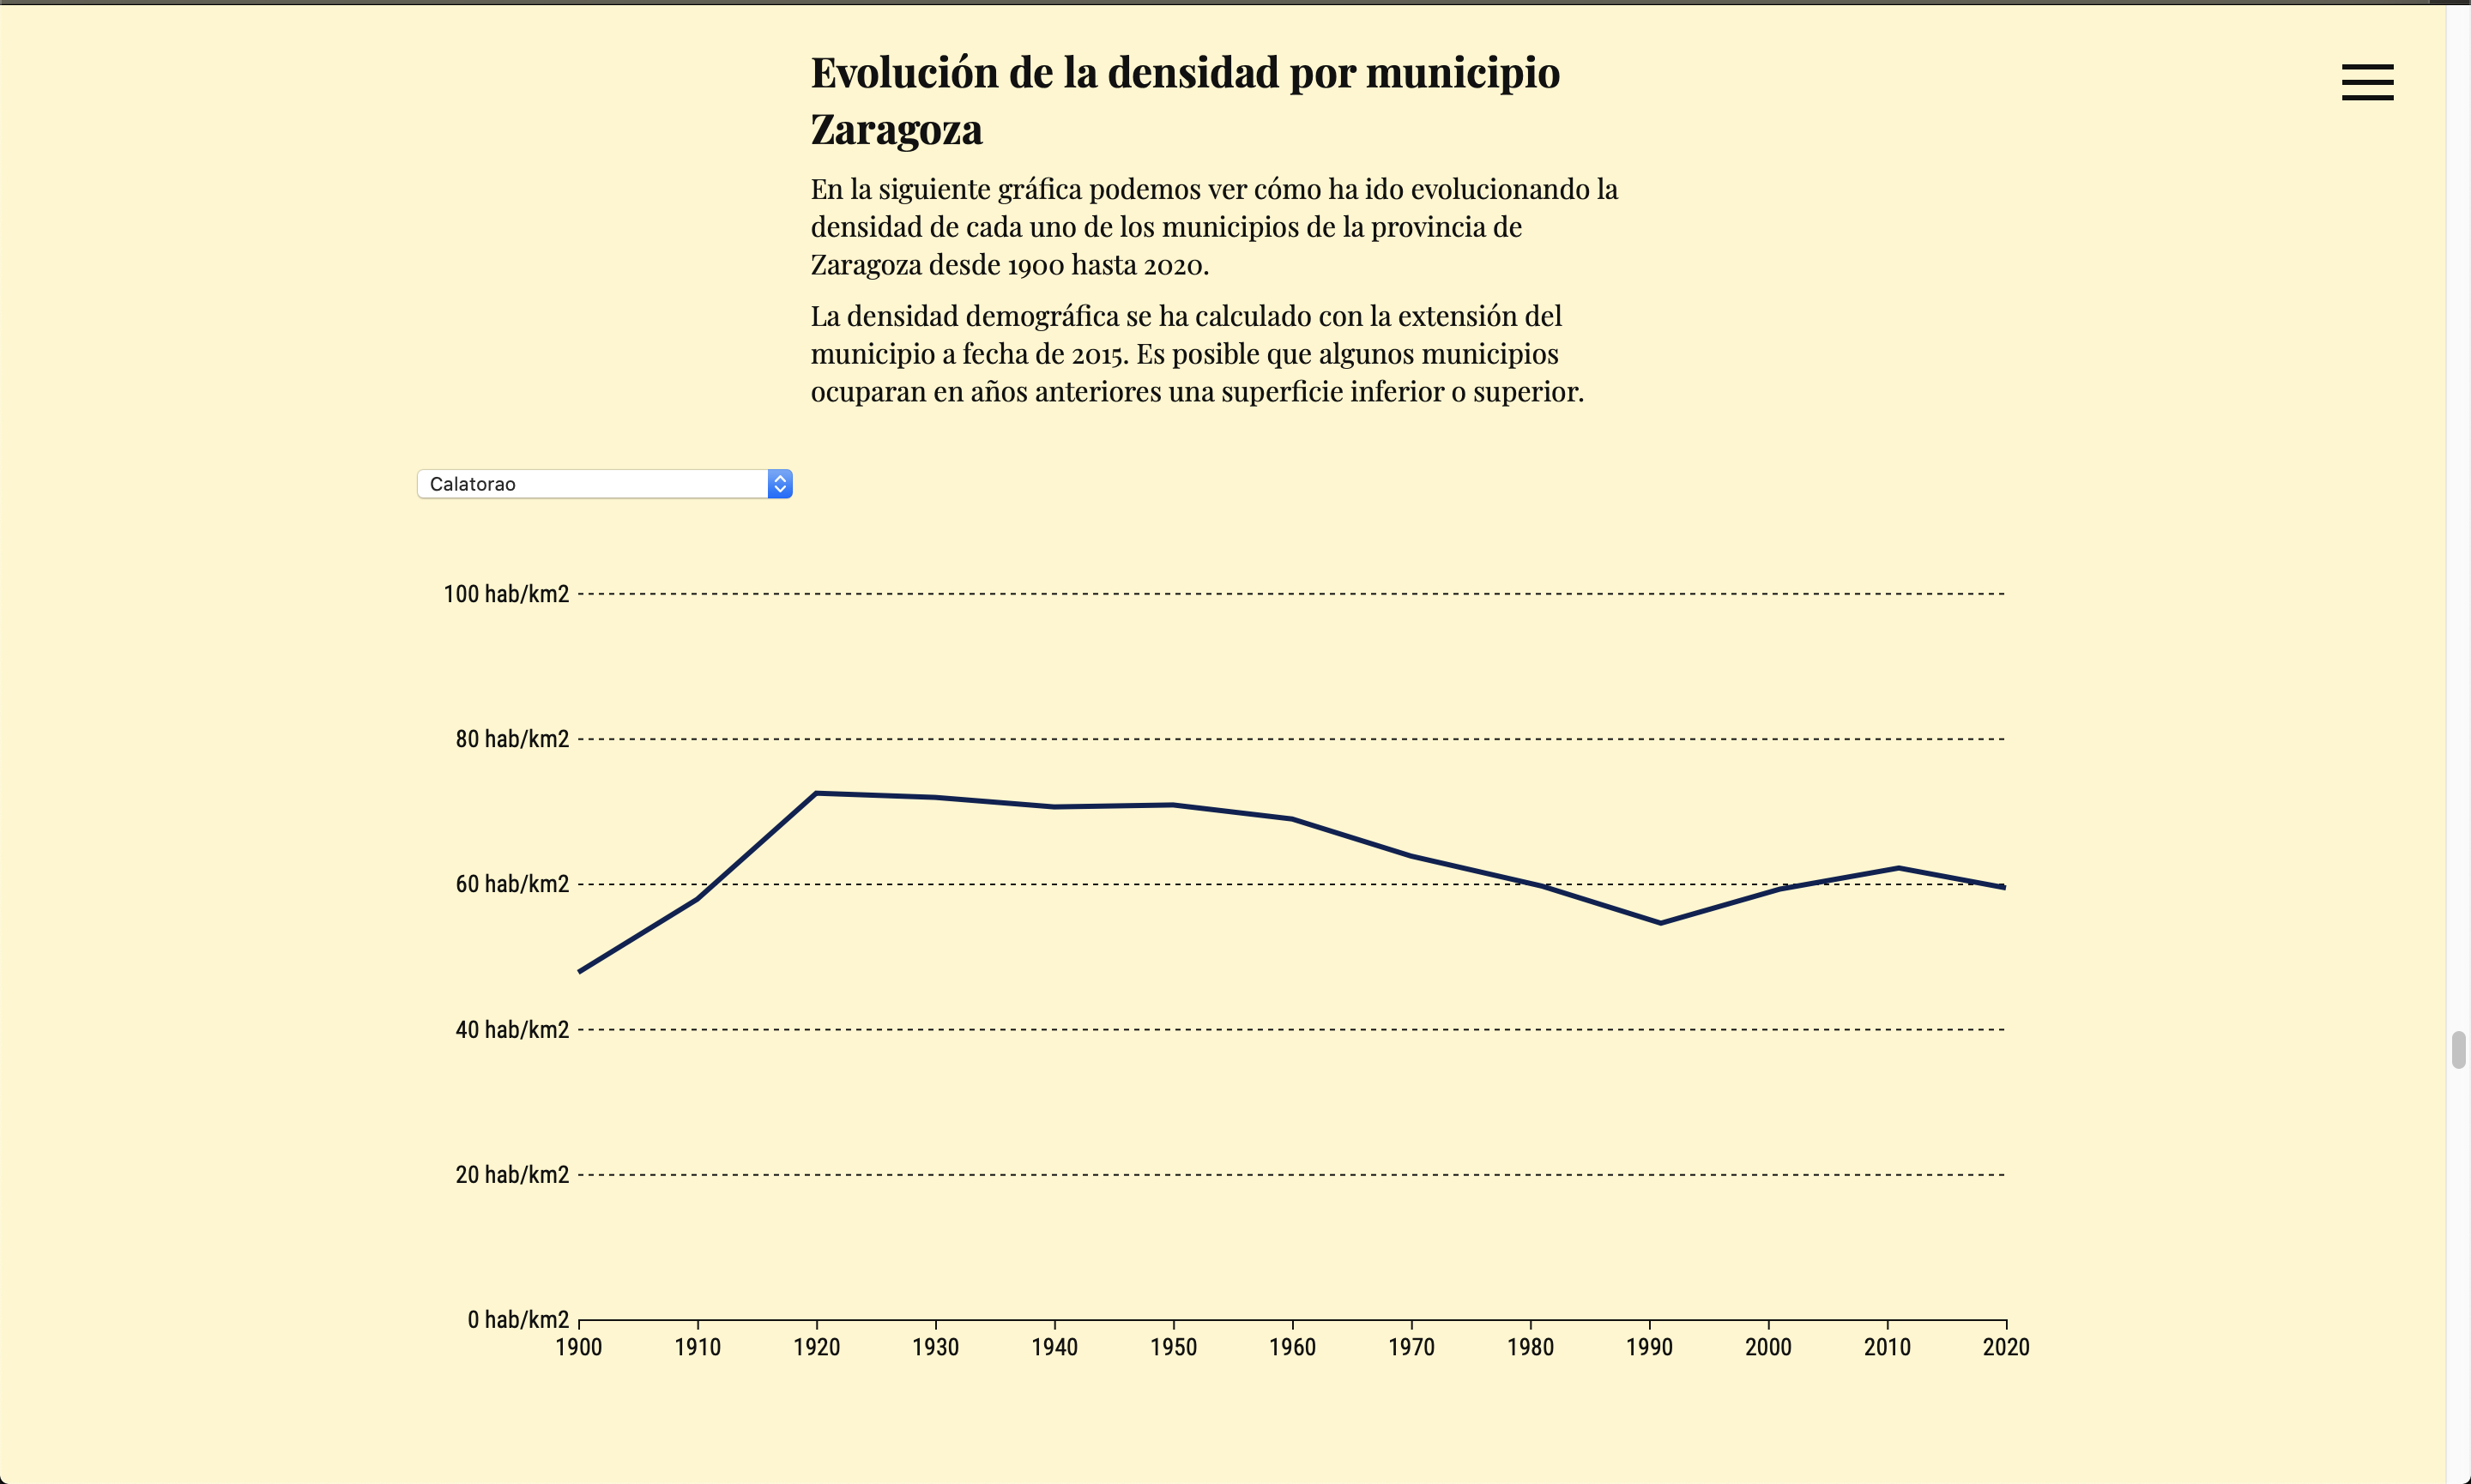 Evolución de la densidad por municipio
Zaragoza
En la siguiente gráfica podemos ver cómo ha ido evolucionando la
densidad de cada uno de los municipios de la provincia de
Zaragoza desde 1900 hasta 2020.
La densidad demográfica se ha calculado con la extensión del
municipio a fecha de 2015. Es posible que algunos municipios
ocuparan en años anteriores una superficie inferior o superior.
Calatorao
100 hab/km2
80 hab/km2
60 hab/km2
40 hab/km2
20 hab/km2
0 hab/km2
1900 1910 1920 1930 1940 1950 1960 1970 1980 1990 2000 2010 2020